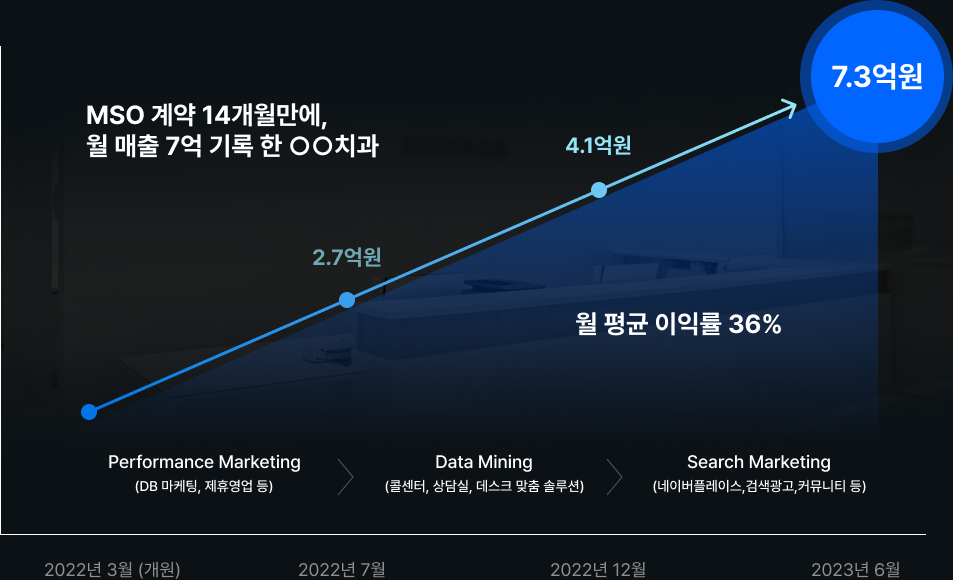 7.3억원
MSO 계약 14개월만에,
월 매출 7억 기록 한 ○○치과
4.1억원
2.7억원
월 평균 이익률 36%
Performance Marketing
(DB 마케팅, 제휴영업 등)
Data Mining
(콜센터, 상담실, 데스크 맞춤 솔루션)
Search Marketing
(네이버플레이스,검색광고,커뮤니티 등)
2022년 3월 (개원)
2022년 7월
2022년 12월
2023년 6월